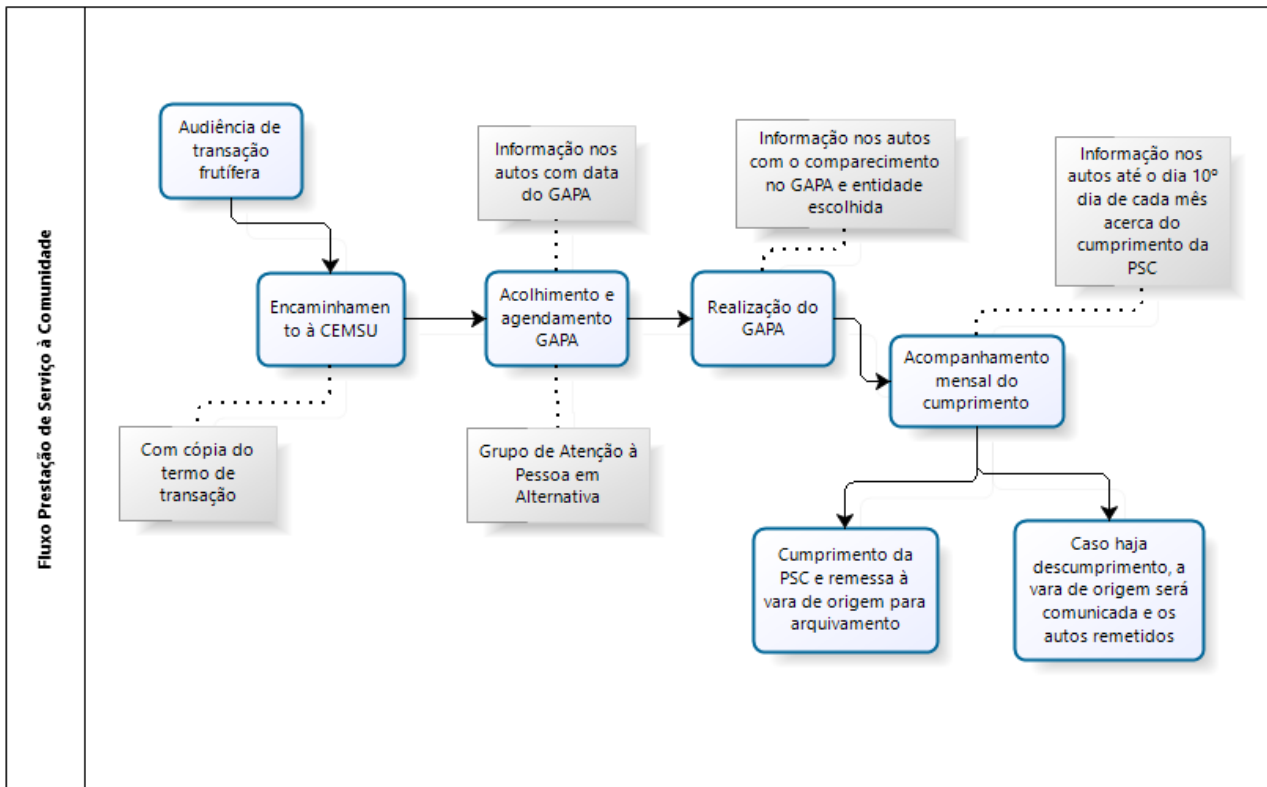 Fluxo Prestação de Serviço à Comunidade
Audiência de
transação
frutífera
Encaminhamen
to à CEMSU
Com cópia do
termo de
transação
Informação nos
autos com data
do GAPA
Acolhimento e
agendamento
GAPA
Grupo de Atenção à
Pessoa em
Alternativa
Informação nos autos
com o comparecimento
no GAPA e entidade
escolhida
Realização do
GAPA
Informação nos
autos até o dia 10º
dia de cada mês
acerca do
cumprimento da
PSC
Acompanhamento
mensal do
cumprimento
Cumprimento da
PSC e remessa à
vara de origem para
arquivamento
Caso haja
descumprimento, a
vara de origem será
comunicada e os
autos remetidos